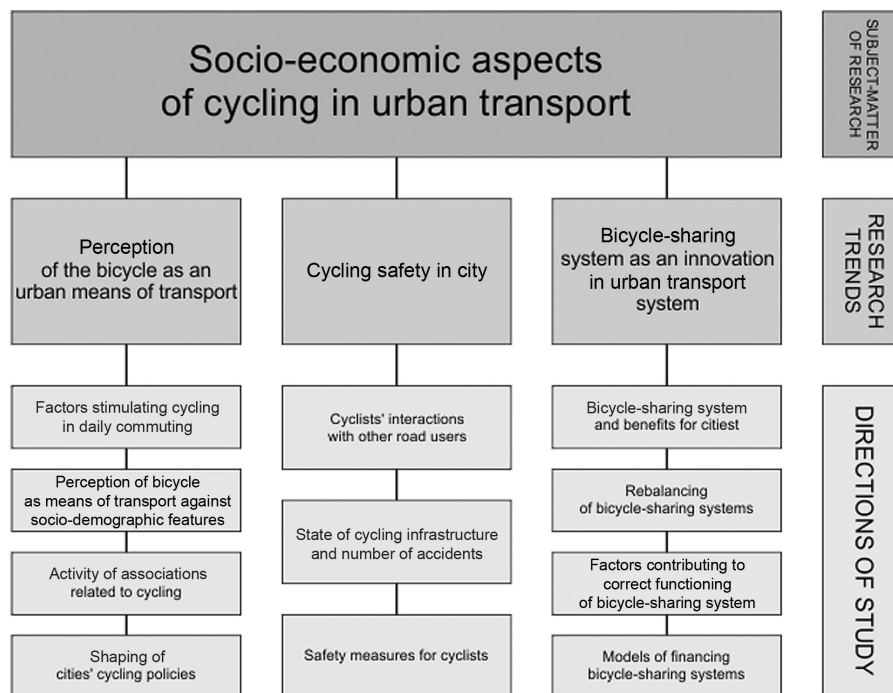 Socio-economic aspects
of cycling in urban transport
SUBJECT-MATTER
OF RESEARCH
Perception
of the bicycle as an
urban means of transport
Cycling safety in city
Bicycle-sharing
system as an innovation
in urban transport
system
RESEARCH
TRENDS
Factors stimulating cycling
in daily commuting
Perception of bicycle
as means of transport against
socio-demographic features
Activity of associations
related to cycling
Shaping of
cities' cycling policies
Cyclists' interactions
with other road users
State of cycling infrastructure
and number of accidents
Safety measures for cyclists
Bicycle-sharing system
and benefits for citiest
Rebalancing
of bicycle-sharing systems
Factors contributing to
correct functioning
of bicycle-sharing system
Models of financing
bicycle-sharing systems
DIRECTIONS OF STUDY